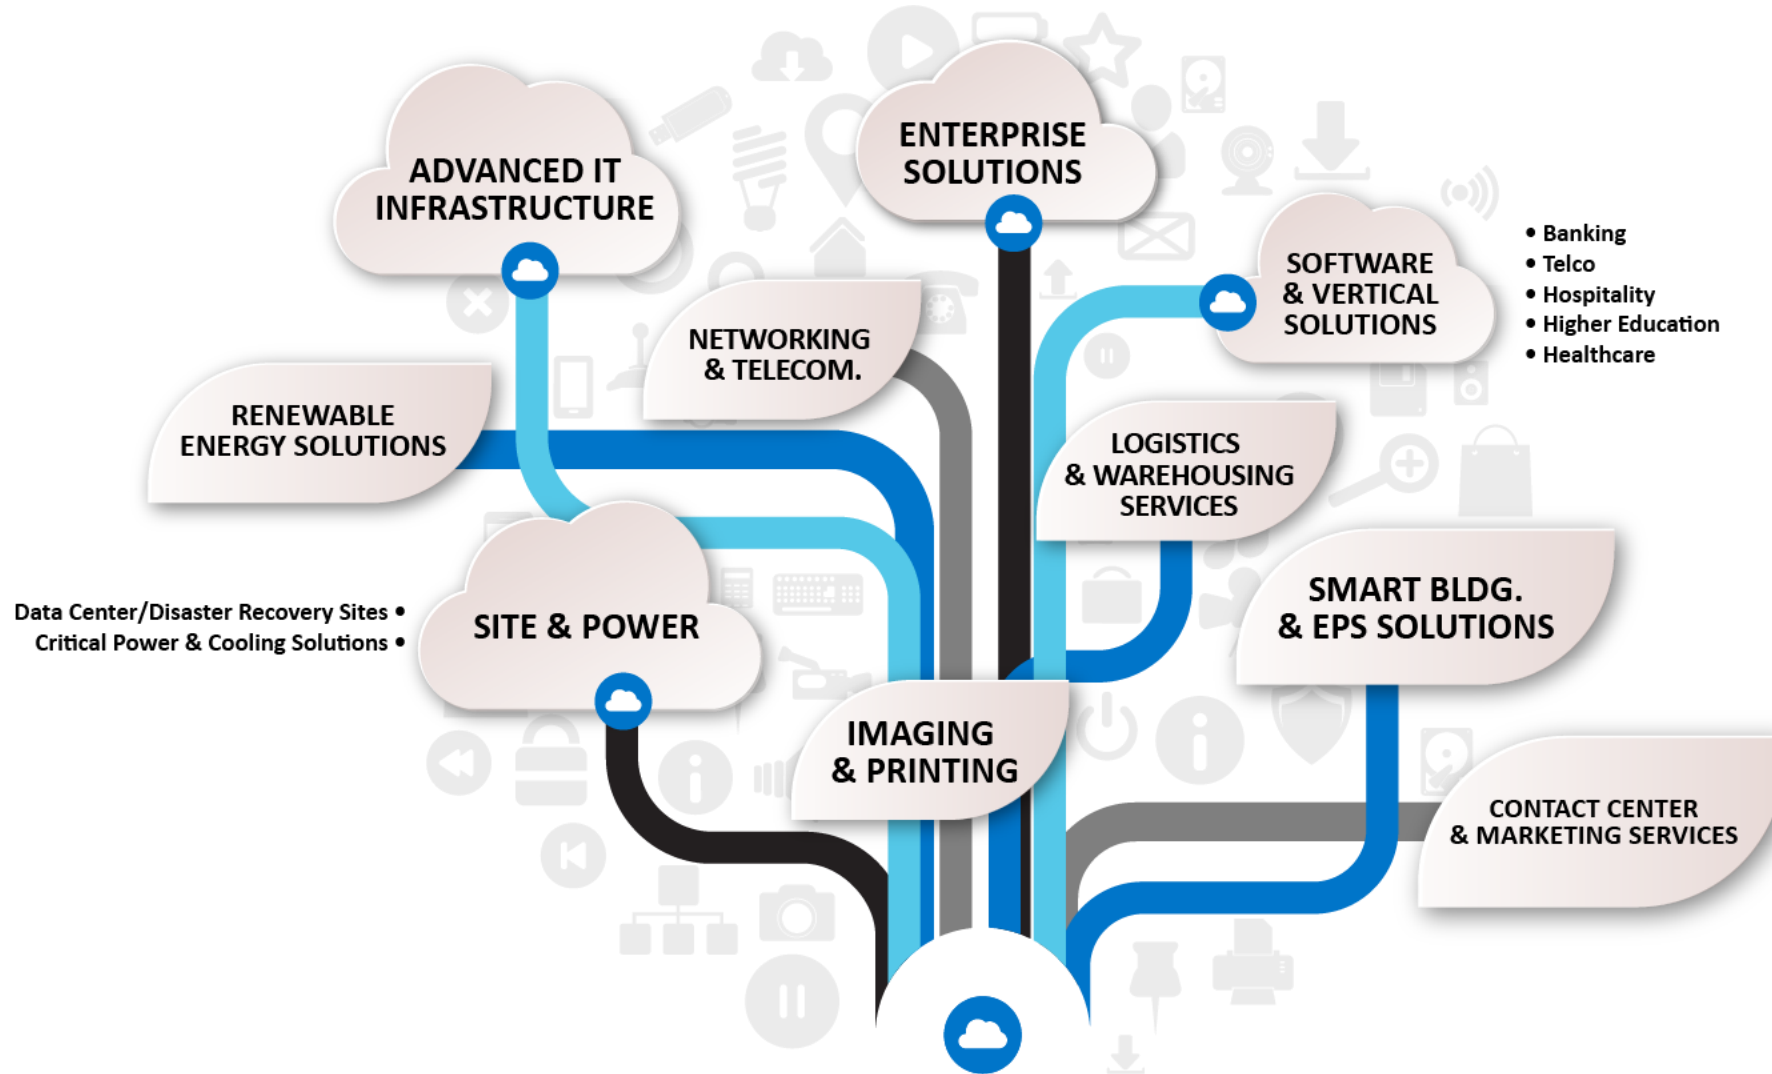 ENTERPRISE
SOLUTIONS
ADVANCED IT
INFRASTRUCTURE
SOFTWARE
& VERTICAL
SOLUTIONS
• Banking
• Telco
• Hospitality
• Higher Education
• Healthcare
NETWORKING
& TELECOM.
RENEWABLE
ENERGY SOLUTIONS
LOGISTICS
& WAREHOUSING
SERVICES
SMART BLDG.
& EPS SOLUTIONS
Data Center/Disaster Recovery Sites •
Critical Power & Cooling Solutions •
SITE & POWER
IMAGING
& PRINTING
CONTACT CENTER
& MARKETING SERVICES